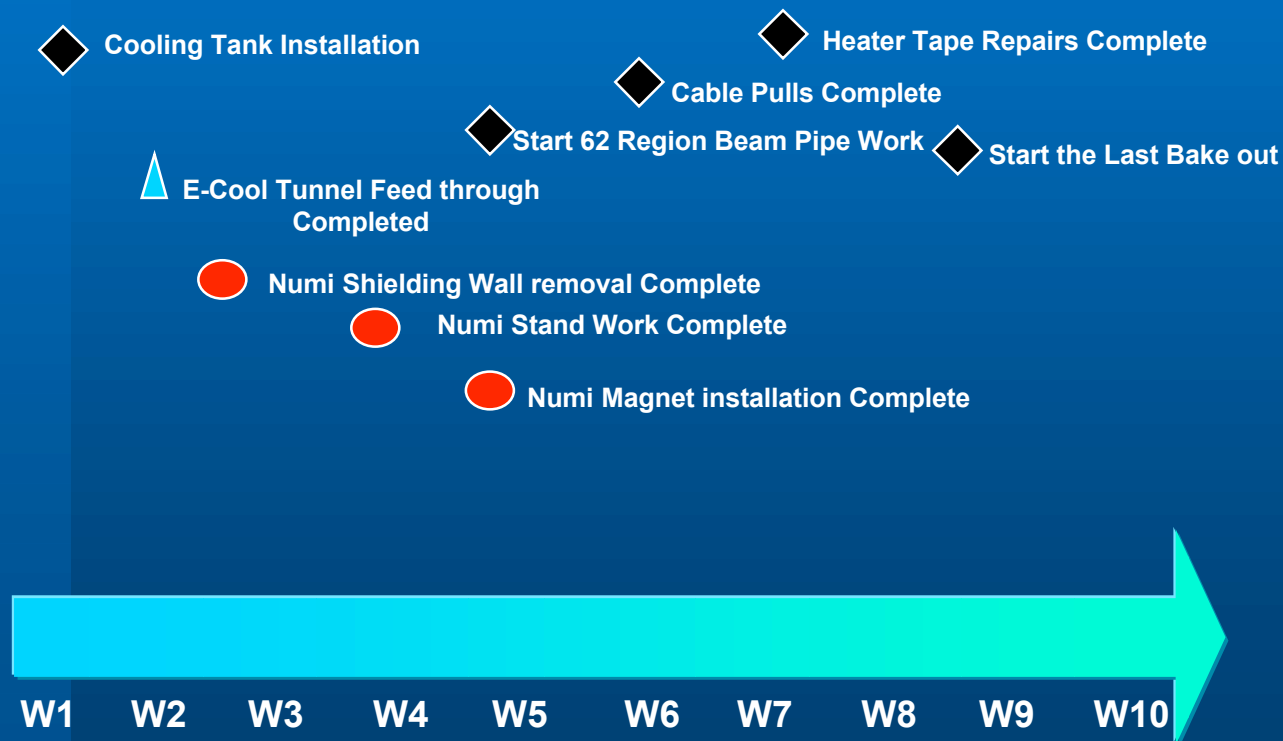 Cooling Tank Installation
Heater Tape Repairs Complete
Cable Pulls Complete
Start 62 Region Beam Pipe Work
Start the Last Bake out
E-Cool Tunnel Feed through
Completed
Numi Shielding Wall removal Complete
Numi Stand Work Complete
Numi Magnet installation Complete
W1 W2 W3 W4 W5 W6 W7 W8 W9 W10